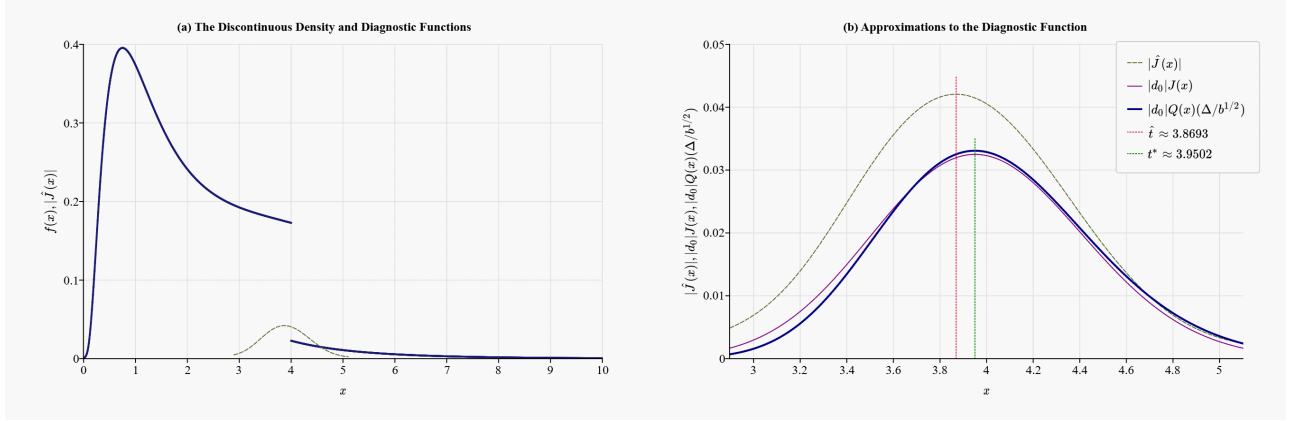 (a) The Discontinuous Density and Diagnostic Functions
0.4
0.3
0.2
0.1
0
f(x), |Ĵ(x)|
0 1 2 3 4 5 6 7 8 9 10
x
(b) Approximations to the Diagnostic Function
0.05
0.04
0.03
0.02
0.01
0
|Ĵ(x)|, |d₀|J(x), |d₀|Q(x)(Δ/b^{1/2})
3 3.2 3.4 3.6 3.8 4 4.2 4.4 4.6 4.8 5
x
|Ĵ(x)|
|d₀|J(x)
|d₀|Q(x)(Δ/b^{1/2})
t̂ ≈ 3.8693
t* ≈ 3.9502